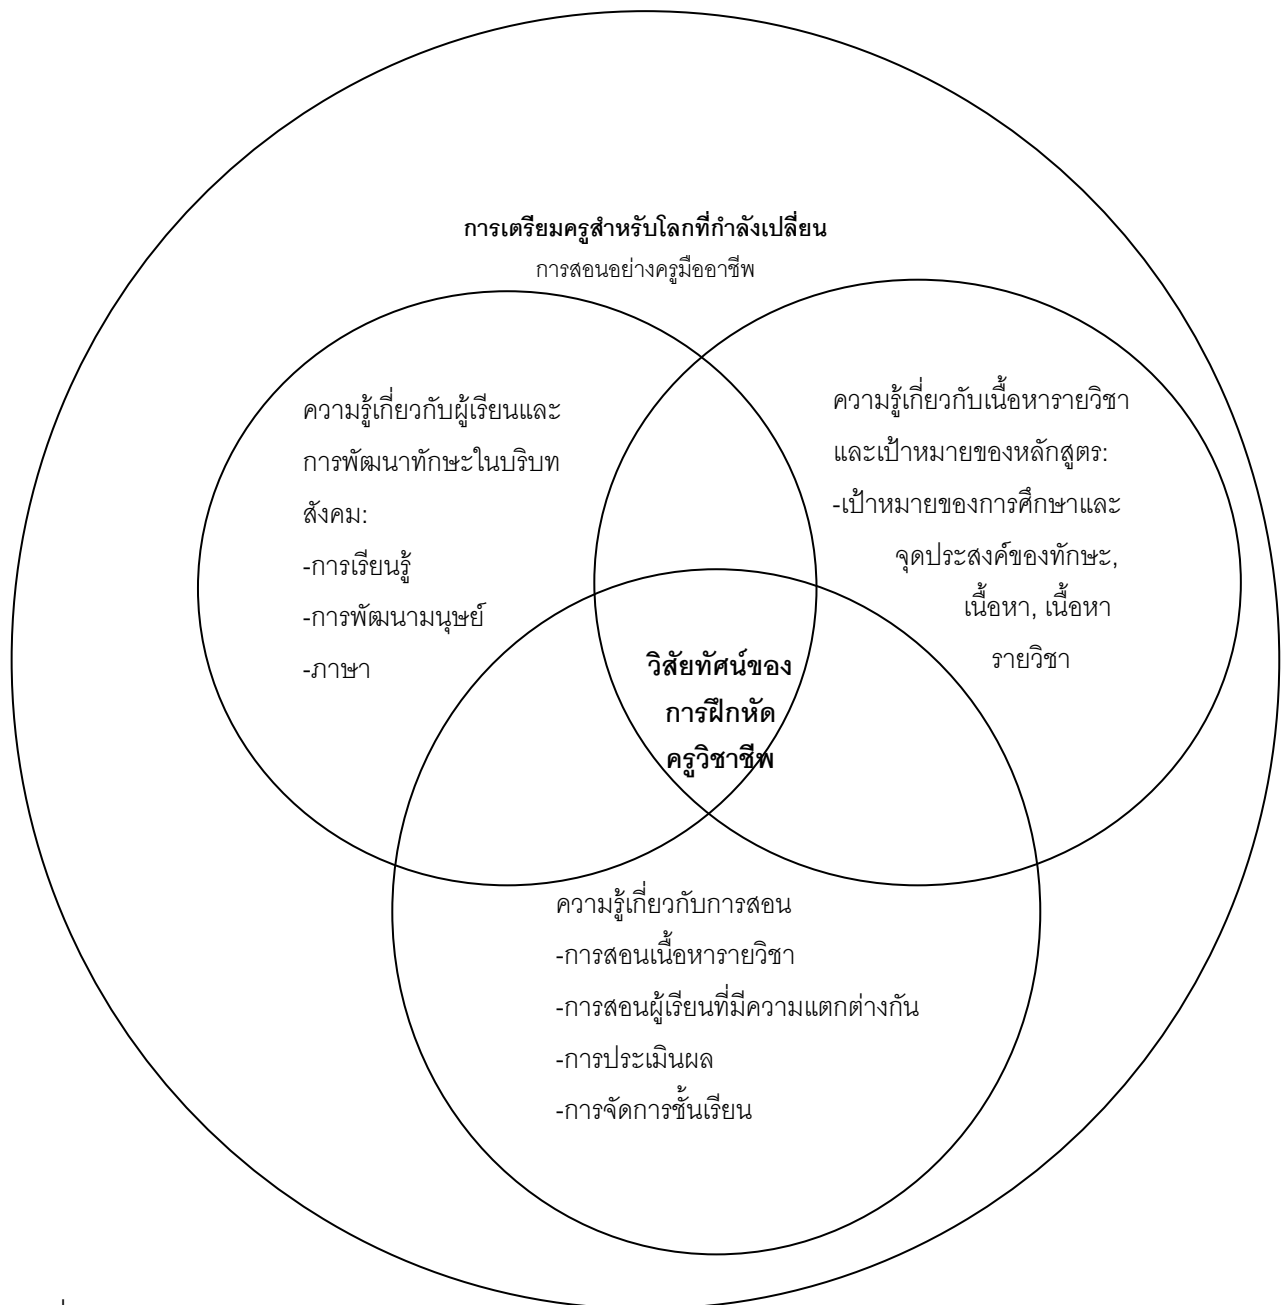 การเตรียมครูสำหรับโลกที่กำลังเปลี่ยน
การสอนอย่างครูมืออาชีพ
ความรู้เกี่ยวกับผู้เรียนและ
การพัฒนาทักษะในบริบท
สังคม:
-การเรียนรู้
-การพัฒนามนุษย์
-ภาษา
ความรู้เกี่ยวกับเนื้อหารายวิชา
และเป้าหมายของหลักสูตร:
-เป้าหมายของการศึกษาและ
จุดประสงค์ของทักษะ,
เนื้อหา, เนื้อหา
รายวิชา
วิสัยทัศน์ของ
การฝึกหัด
ครูวิชาชีพ
ความรู้เกี่ยวกับการสอน
-การสอนเนื้อหารายวิชา
-การสอนผู้เรียนที่มีความแตกต่างกัน
-การประเมินผล
-การจัดการชั้นเรียน